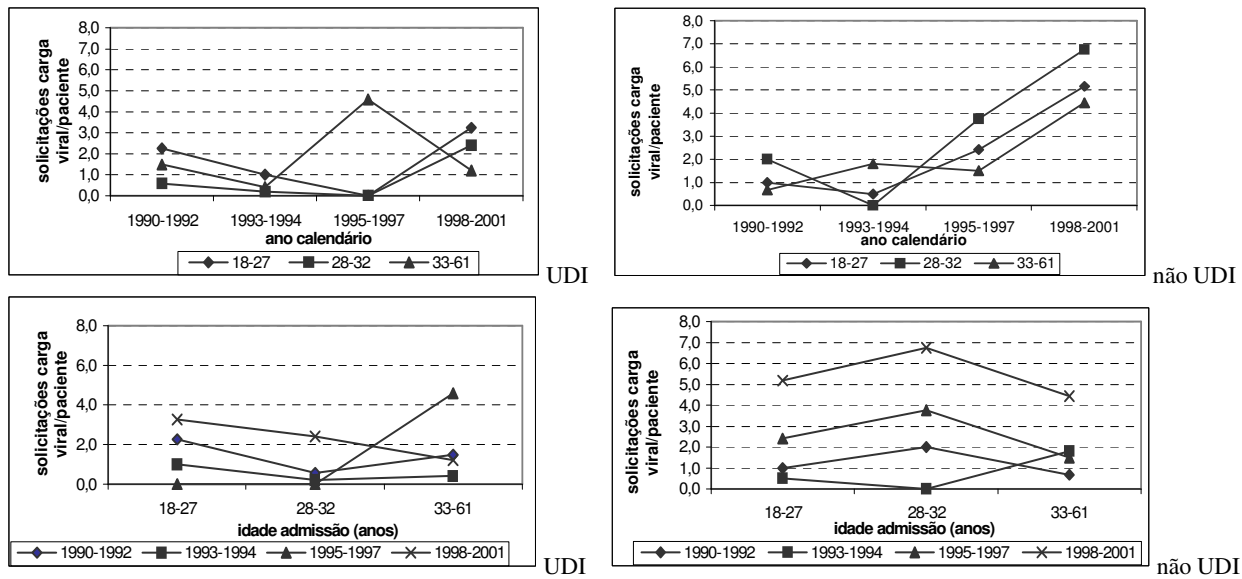 solicitações carga
viral/paciente
8,0
7,0
6,0
5,0
4,0
3,0
2,0
1,0
0,0
1990-1992 1993-1994 1995-1997 1998-2001
ano calendário
18-27 28-32 33-61
UDI
solicitações carga
viral/paciente
8,0
7,0
6,0
5,0
4,0
3,0
2,0
1,0
0,0
1990-1992 1993-1994 1995-1997 1998-2001
ano calendário
18-27 28-32 33-61
não UDI
solicitações carga
viral/paciente
8,0
6,0
4,0
2,0
0,0
18-27 28-32 33-61
idade admissão (anos)
1990-1992 1993-1994 1995-1997 1998-2001
UDI
solicitações carga
viral/paciente
8,0
7,0
6,0
5,0
4,0
3,0
2,0
1,0
0,0
18-27 28-32 33-61
idade admissão (anos)
1990-1992 1993-1994 1995-1997 1998-2001
não UDI